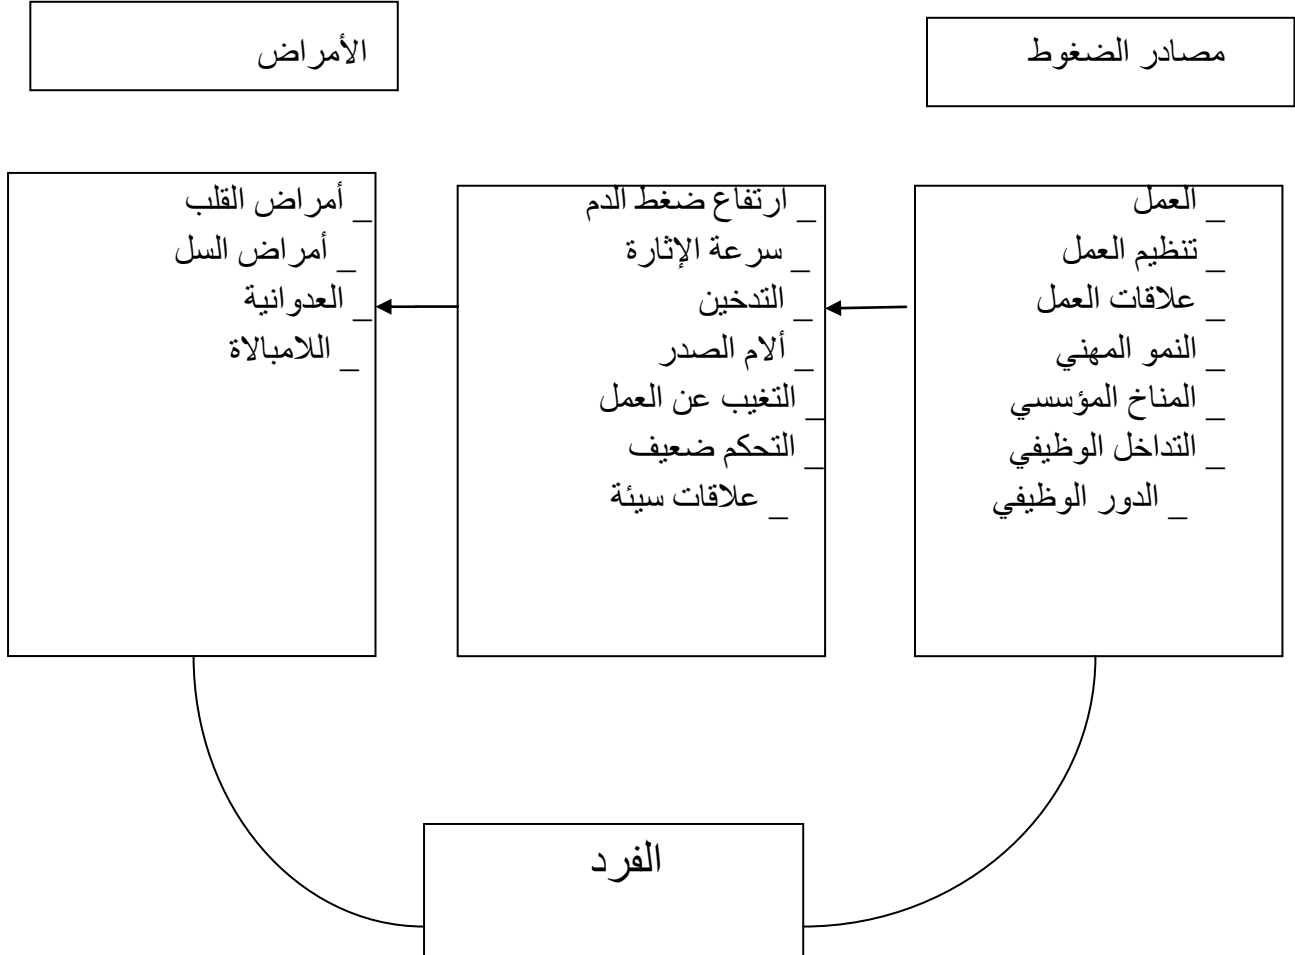 مصادر الضغوط
الأمراض
_ العمل
_ تنظيم العمل
_ علاقات العمل
_ النمو المهني
_ المناخ المؤسسي
_ التداخل الوظيفي
_ الدور الوظيفي
_ ارتفاع ضغط الدم
_ سرعة الإثارة
_ التدخين
_ ألام الصدر
_ التغيب عن العمل
_ التحكم ضعيف
_ علاقات سيئة
_ أمراض القلب
_ أمراض السل
_ العدوانية
_ اللامبالاة
الفرد